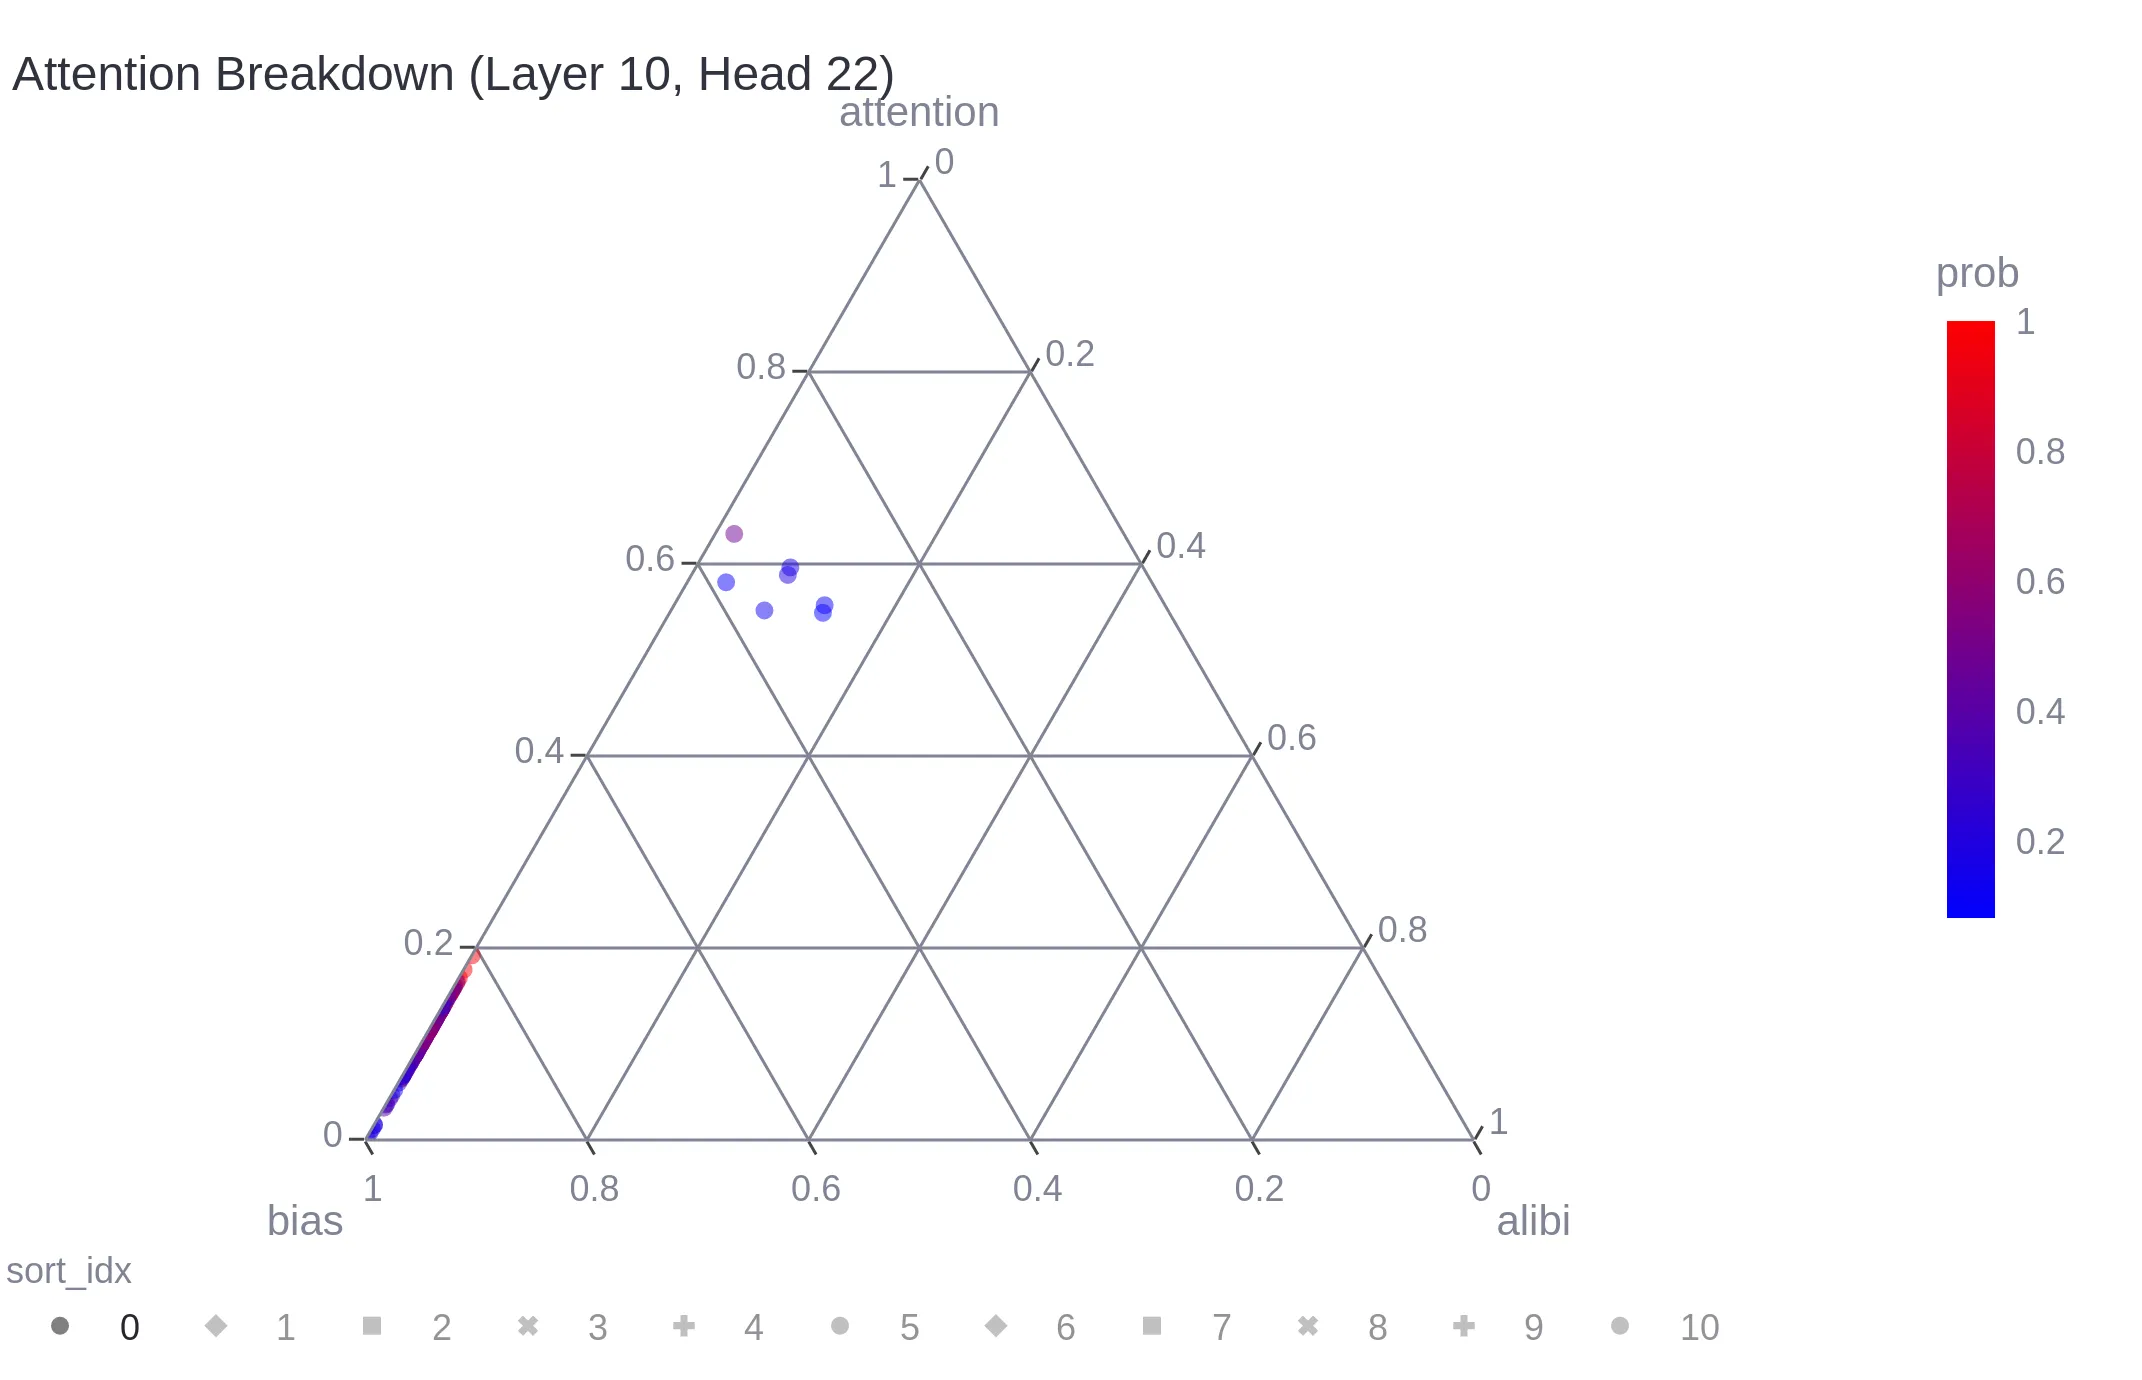 Attention Breakdown (Layer 10, Head 22)
attention
1 0
prob
1
0.8 0.2
0.8
0.6 0.4
0.6
0.4 0.6
0.4
0.2 0.8
0.2
0 1
1 0.8 0.6 0.4 0.2 0
bias alibi
sort_idx
0 1 2 3 4 5 6 7 8 9 10